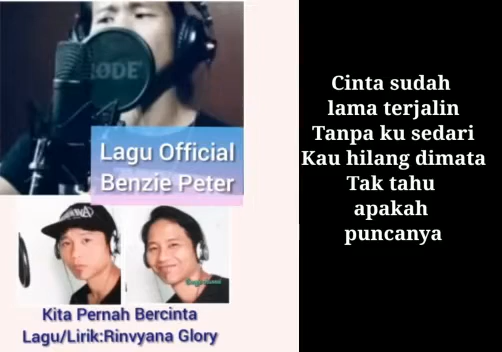 RØDE
Lagu Official
Benzie Peter
Kita Pernah Bercinta
Lagu/Lirik:Rinvyana Glory
Cinta sudah
lama terjalin
Tanpa ku sedari
Kau hilang dimata
Tak tahu
apakah
puncanya